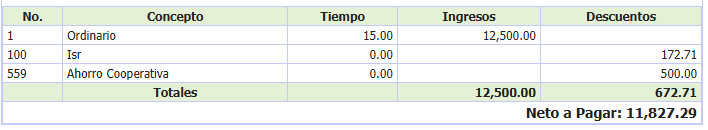 No. Concepto Tiempo Ingresos Descuentos
1 Ordinario 15.00 12,500.00
100 Isr 0.00 172.71
559 Ahorro Cooperativa 0.00 500.00
Totales 12,500.00 672.71
Neto a Pagar: 11,827.29